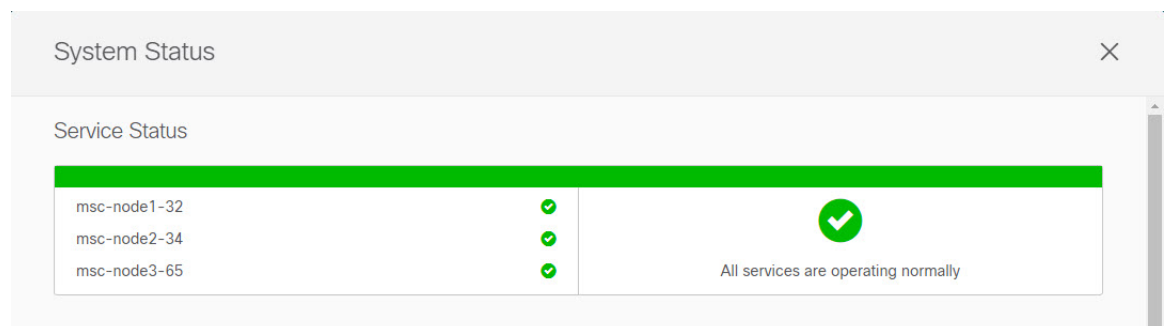 System Status
Service Status
msc-node1-32
msc-node2-34
msc-node3-65
All services are operating normally